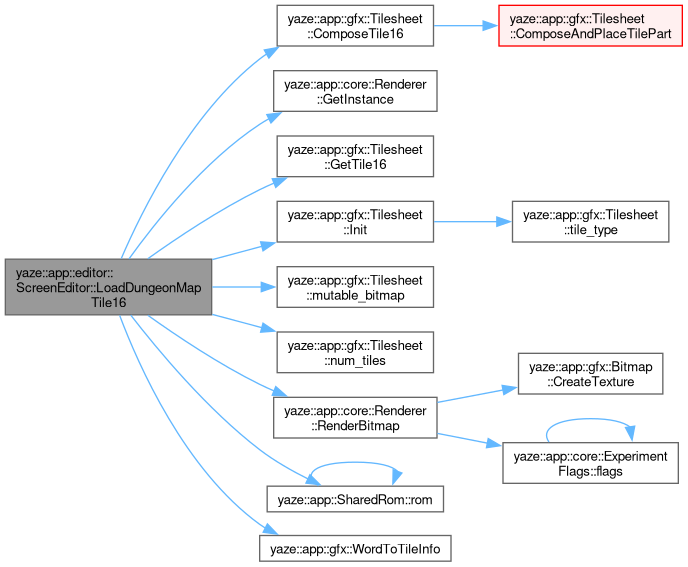 yaze::app::editor::
ScreenEditor::LoadDungeonMap
Tile16
yaze::app::gfx::Tilesheet
::ComposeTile16
yaze::app::gfx::Tilesheet
::ComposeAndPlaceTilePart
yaze::app::core::Renderer
::GetInstance
yaze::app::gfx::Tilesheet
::GetTile16
yaze::app::gfx::Tilesheet
::Init
yaze::app::gfx::Tilesheet
::tile_type
yaze::app::gfx::Tilesheet
::mutable_bitmap
yaze::app::gfx::Tilesheet
::num_tiles
yaze::app::core::Renderer
::RenderBitmap
yaze::app::gfx::Bitmap
::CreateTexture
yaze::app::core::Experiment
Flags::flags
yaze::app::SharedRom::rom
yaze::app::gfx::WordToTileInfo